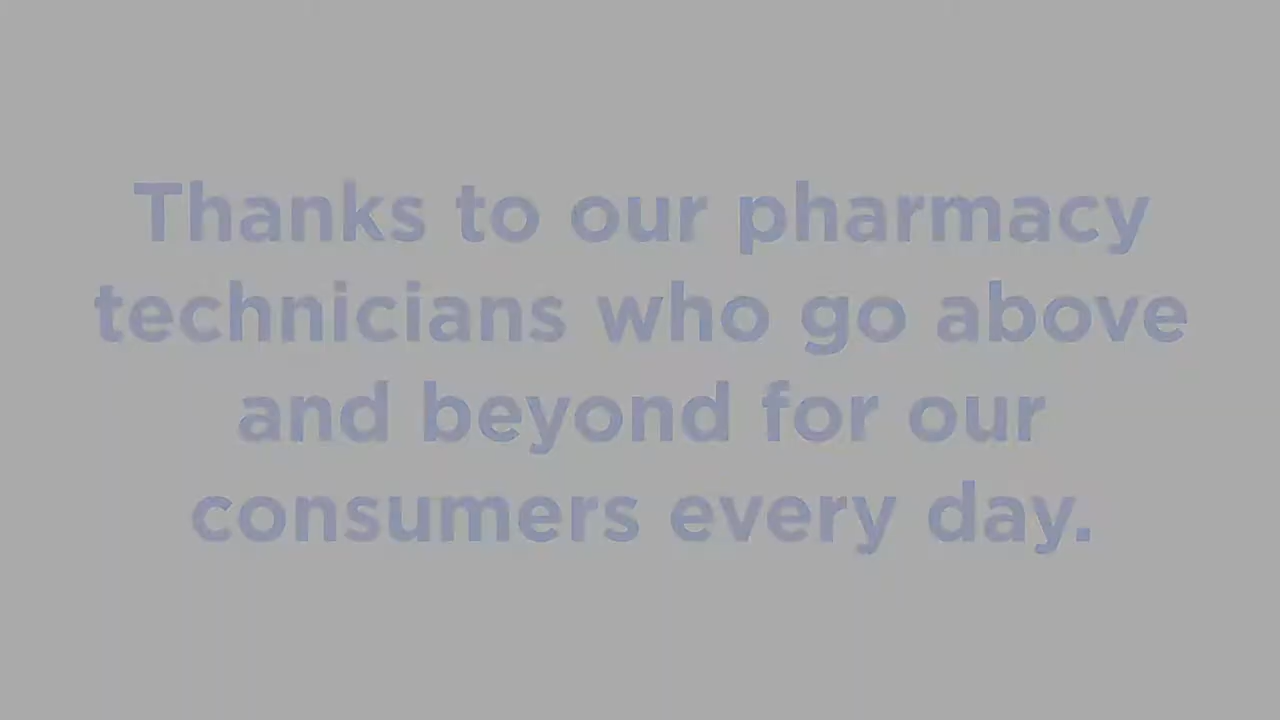 Thanks to our pharmacy
technicians who go above
and beyond for our
consumers every day.